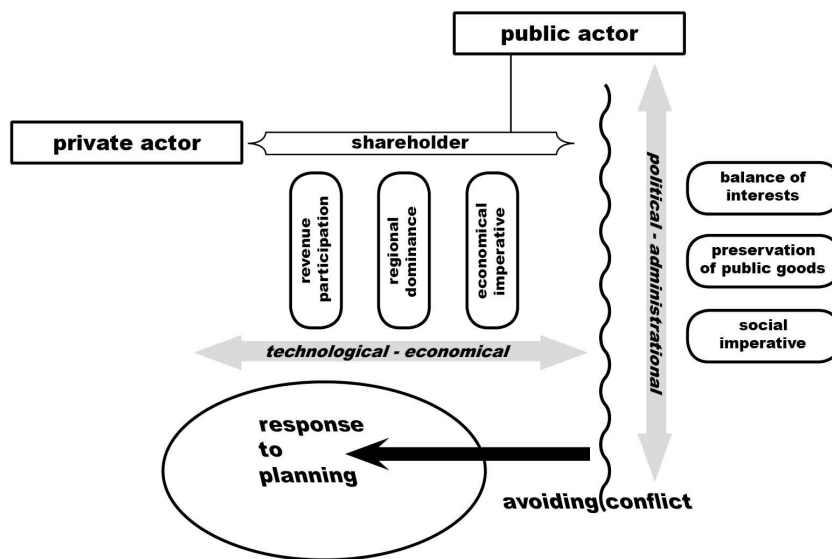 public actor
private actor
shareholder
revenue
participation
regional
dominance
economical
imperative
political - administrational
balance of
interests
preservation
of public goods
social
imperative
technological - economical
response
to
planning
avoiding conflict